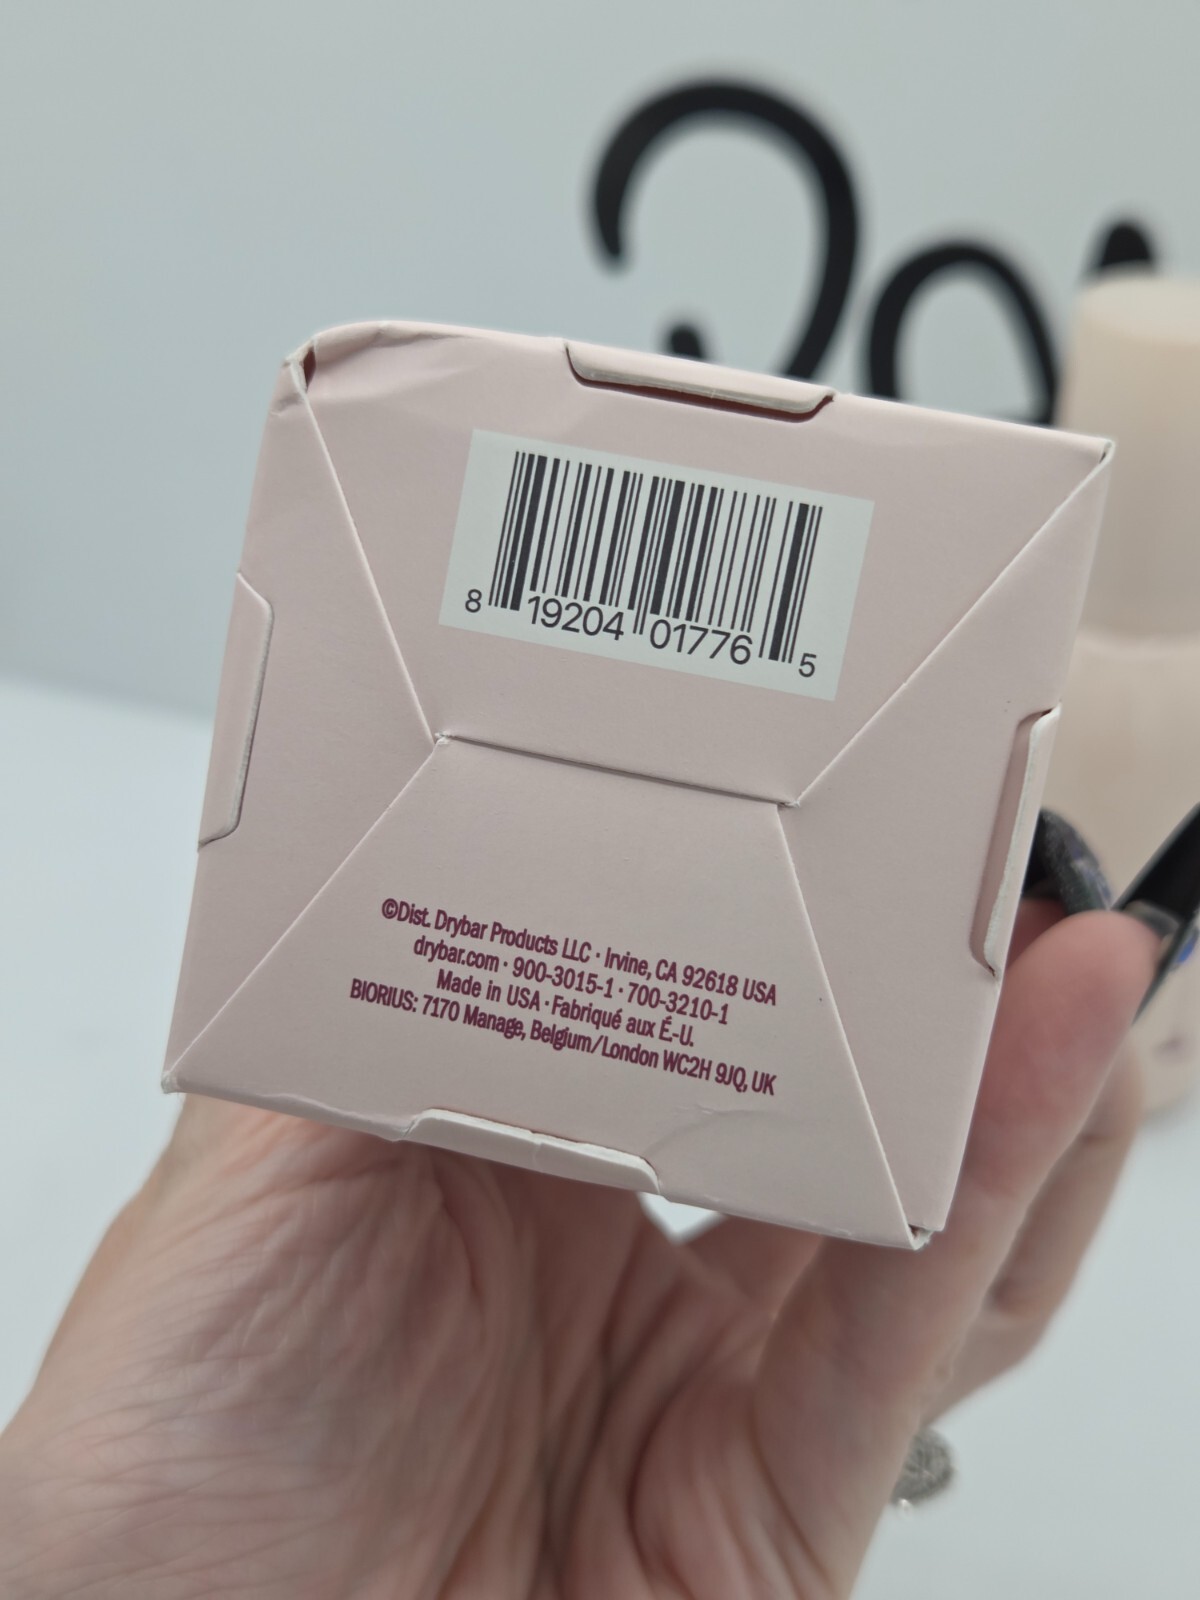 8 19204 01776 5
©Dist. Drybar Products LLC · Irvine, CA 92618 USA
drybar.com · 900-3015-1 · 700-3210-1
Made in USA · Fabriqué aux É.-U.
BIORIUS: 7170 Manage, Belgium/London WC2H 9JQ, UK